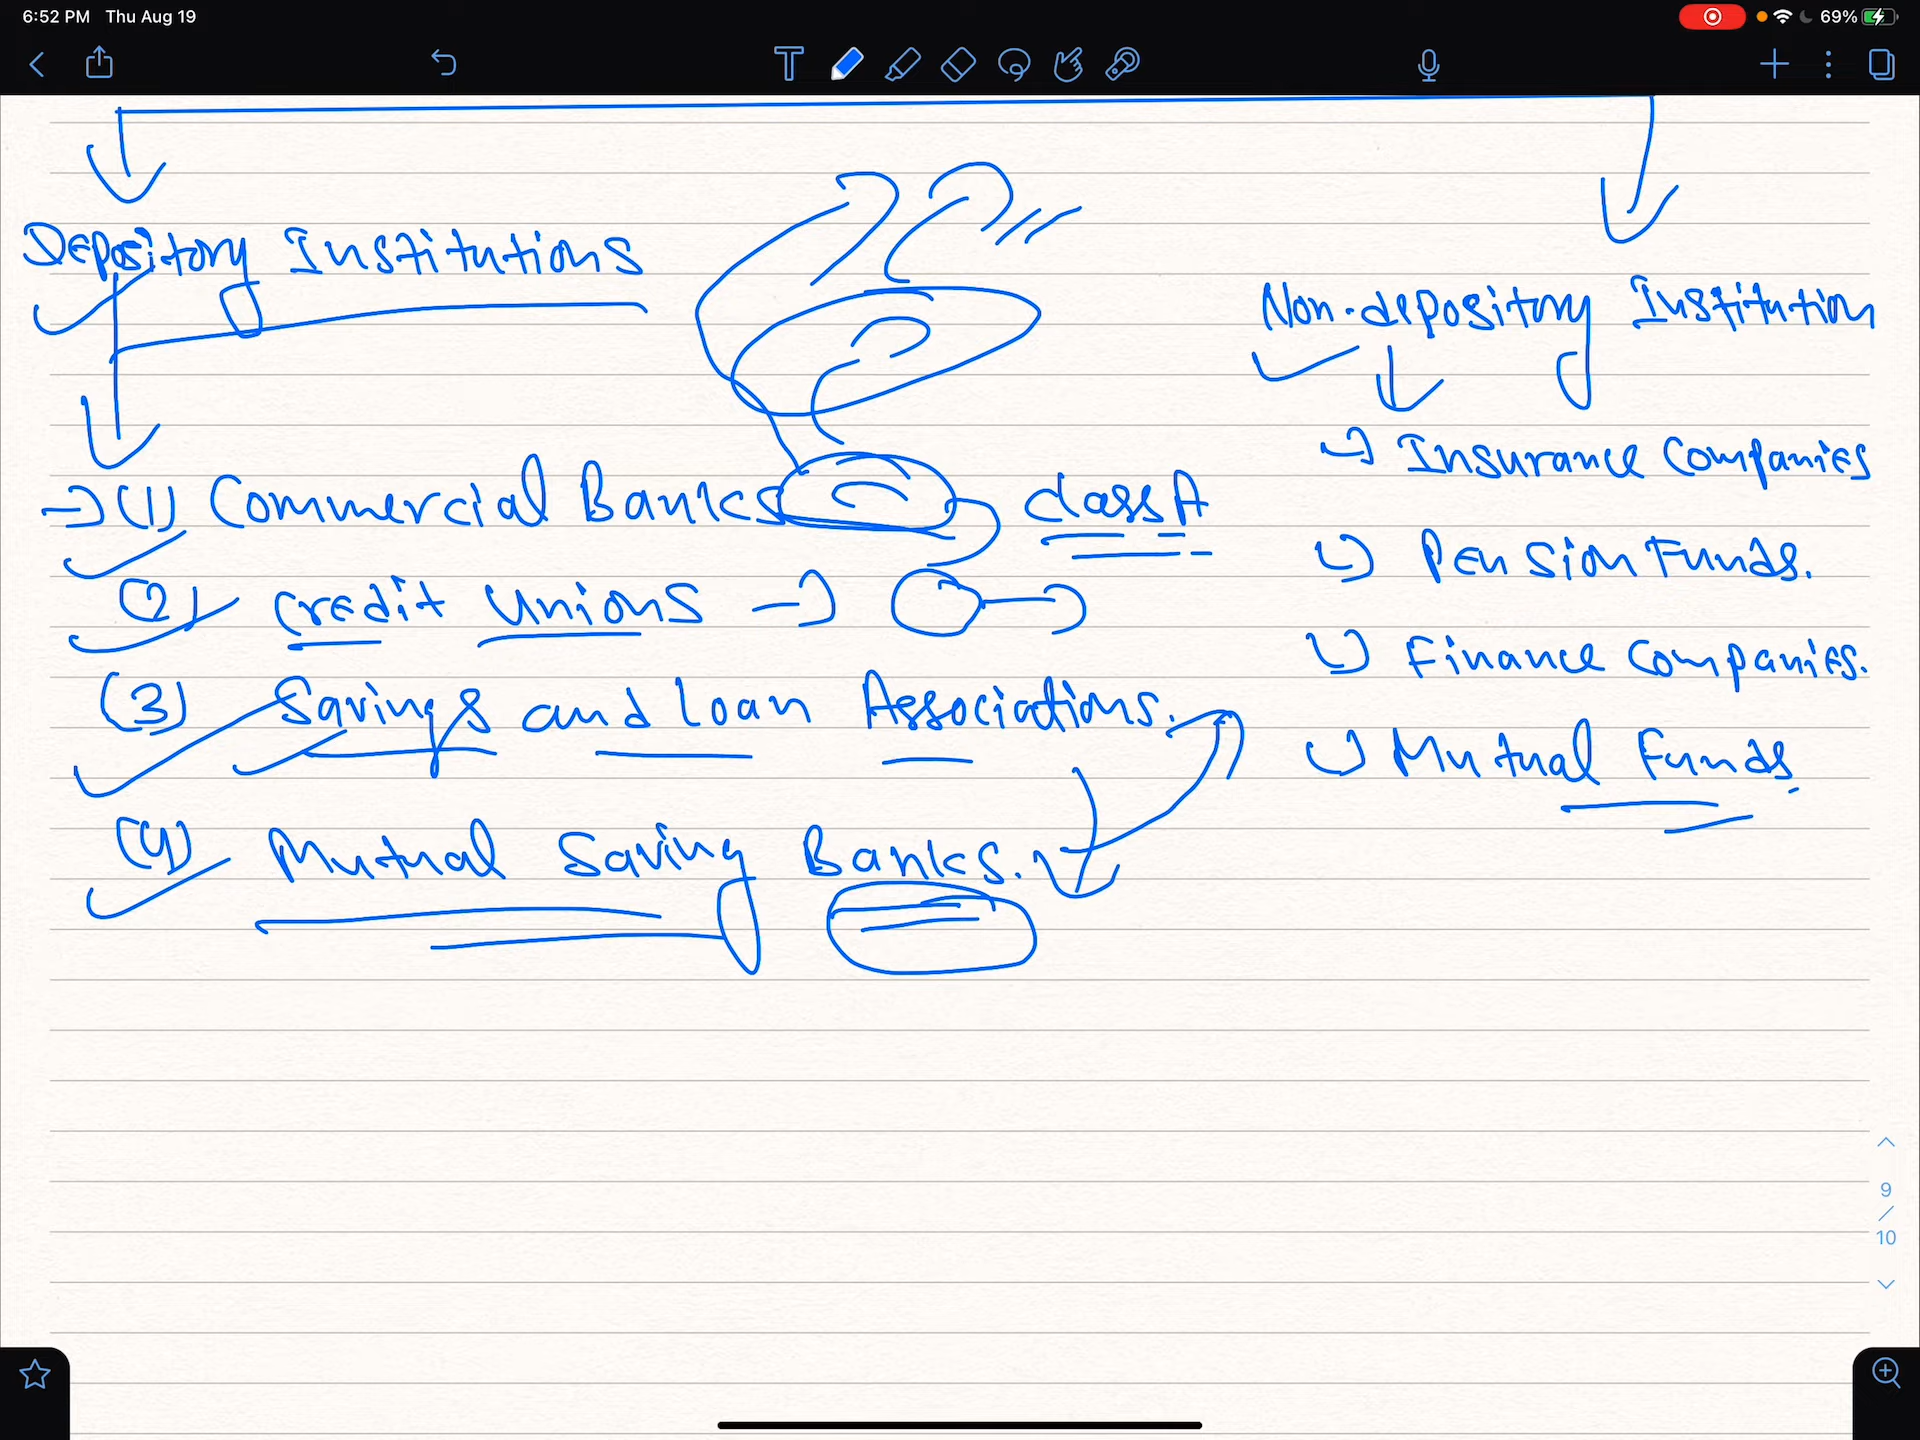 6:52 PM Thu Aug 19
69%
Depository Institutions
Non-depository Institution
→ Insurance Companies
→ (1) Commercial Banks class A
↳ Pension Funds.
(2) Credit Unions →
↳ Finance Companies.
(3) Savings and Loan Associations.
↳ Mutual Funds.
(4) Mutual Saving Banks.
9
/
10